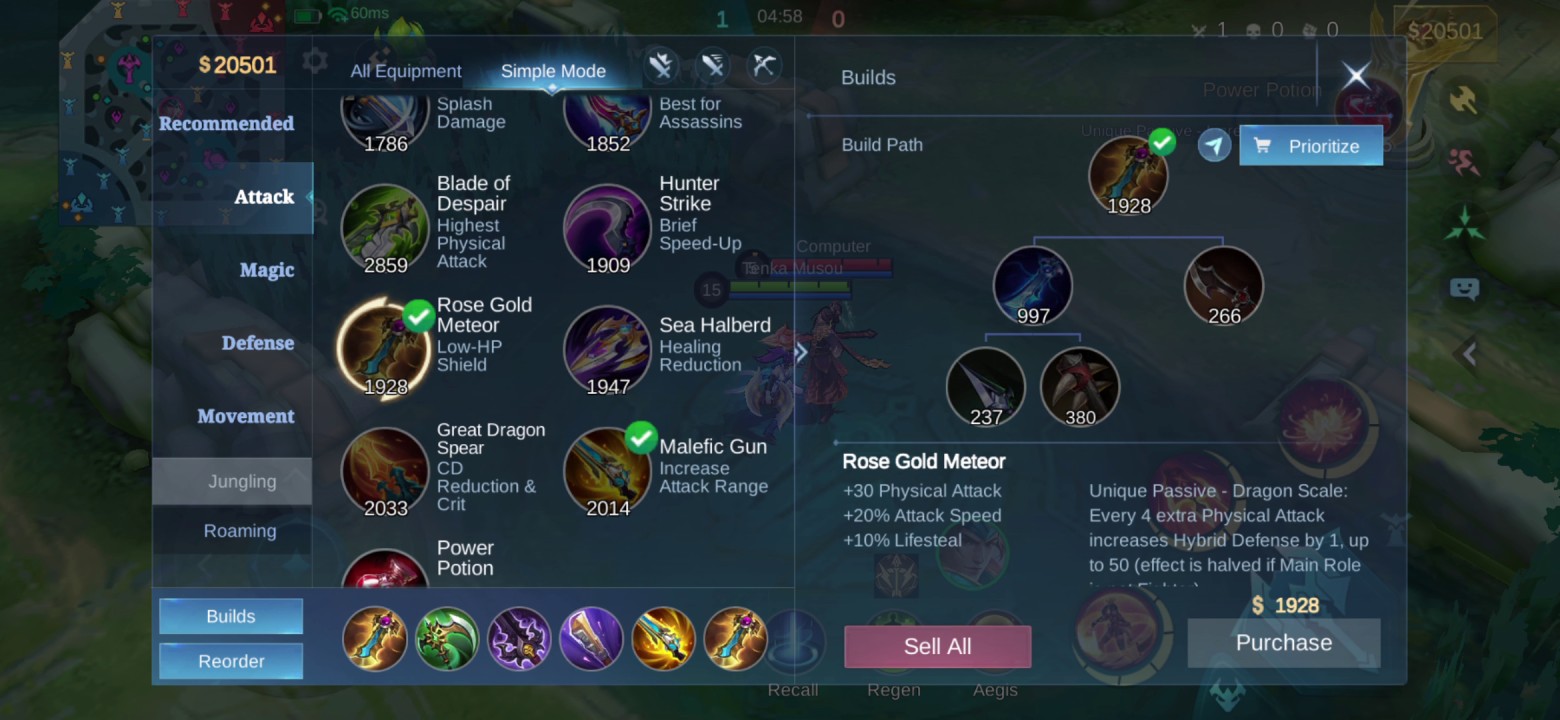 60ms
1 04:58 0
1 0 0
$20501
$20501
All Equipment
Simple Mode
Recommended
Attack
Magic
Defense
Movement
Jungling
Roaming
Splash
Damage
1786
Best for
Assassins
1852
Blade of
Despair
Highest
Physical
Attack
2859
Hunter
Strike
Brief
Speed-Up
1909
Rose Gold
Meteor
Low-HP
Shield
1928
Sea Halberd
Healing
Reduction
1947
Great Dragon
Spear
CD
Reduction &
Crit
2033
Malefic Gun
Increase
Attack Range
2014
Power
Potion
Builds
Reorder
Computer
Tenka Musou
15
Builds
Power Potion
Build Path
Prioritize
1928
997
266
237
380
Rose Gold Meteor
+30 Physical Attack
+20% Attack Speed
+10% Lifesteal
Unique Passive - Dragon Scale:
Every 4 extra Physical Attack
increases Hybrid Defense by 1, up
to 50 (effect is halved if Main Role
$ 1928
Sell All
Purchase
Recall
Regen
Aegis